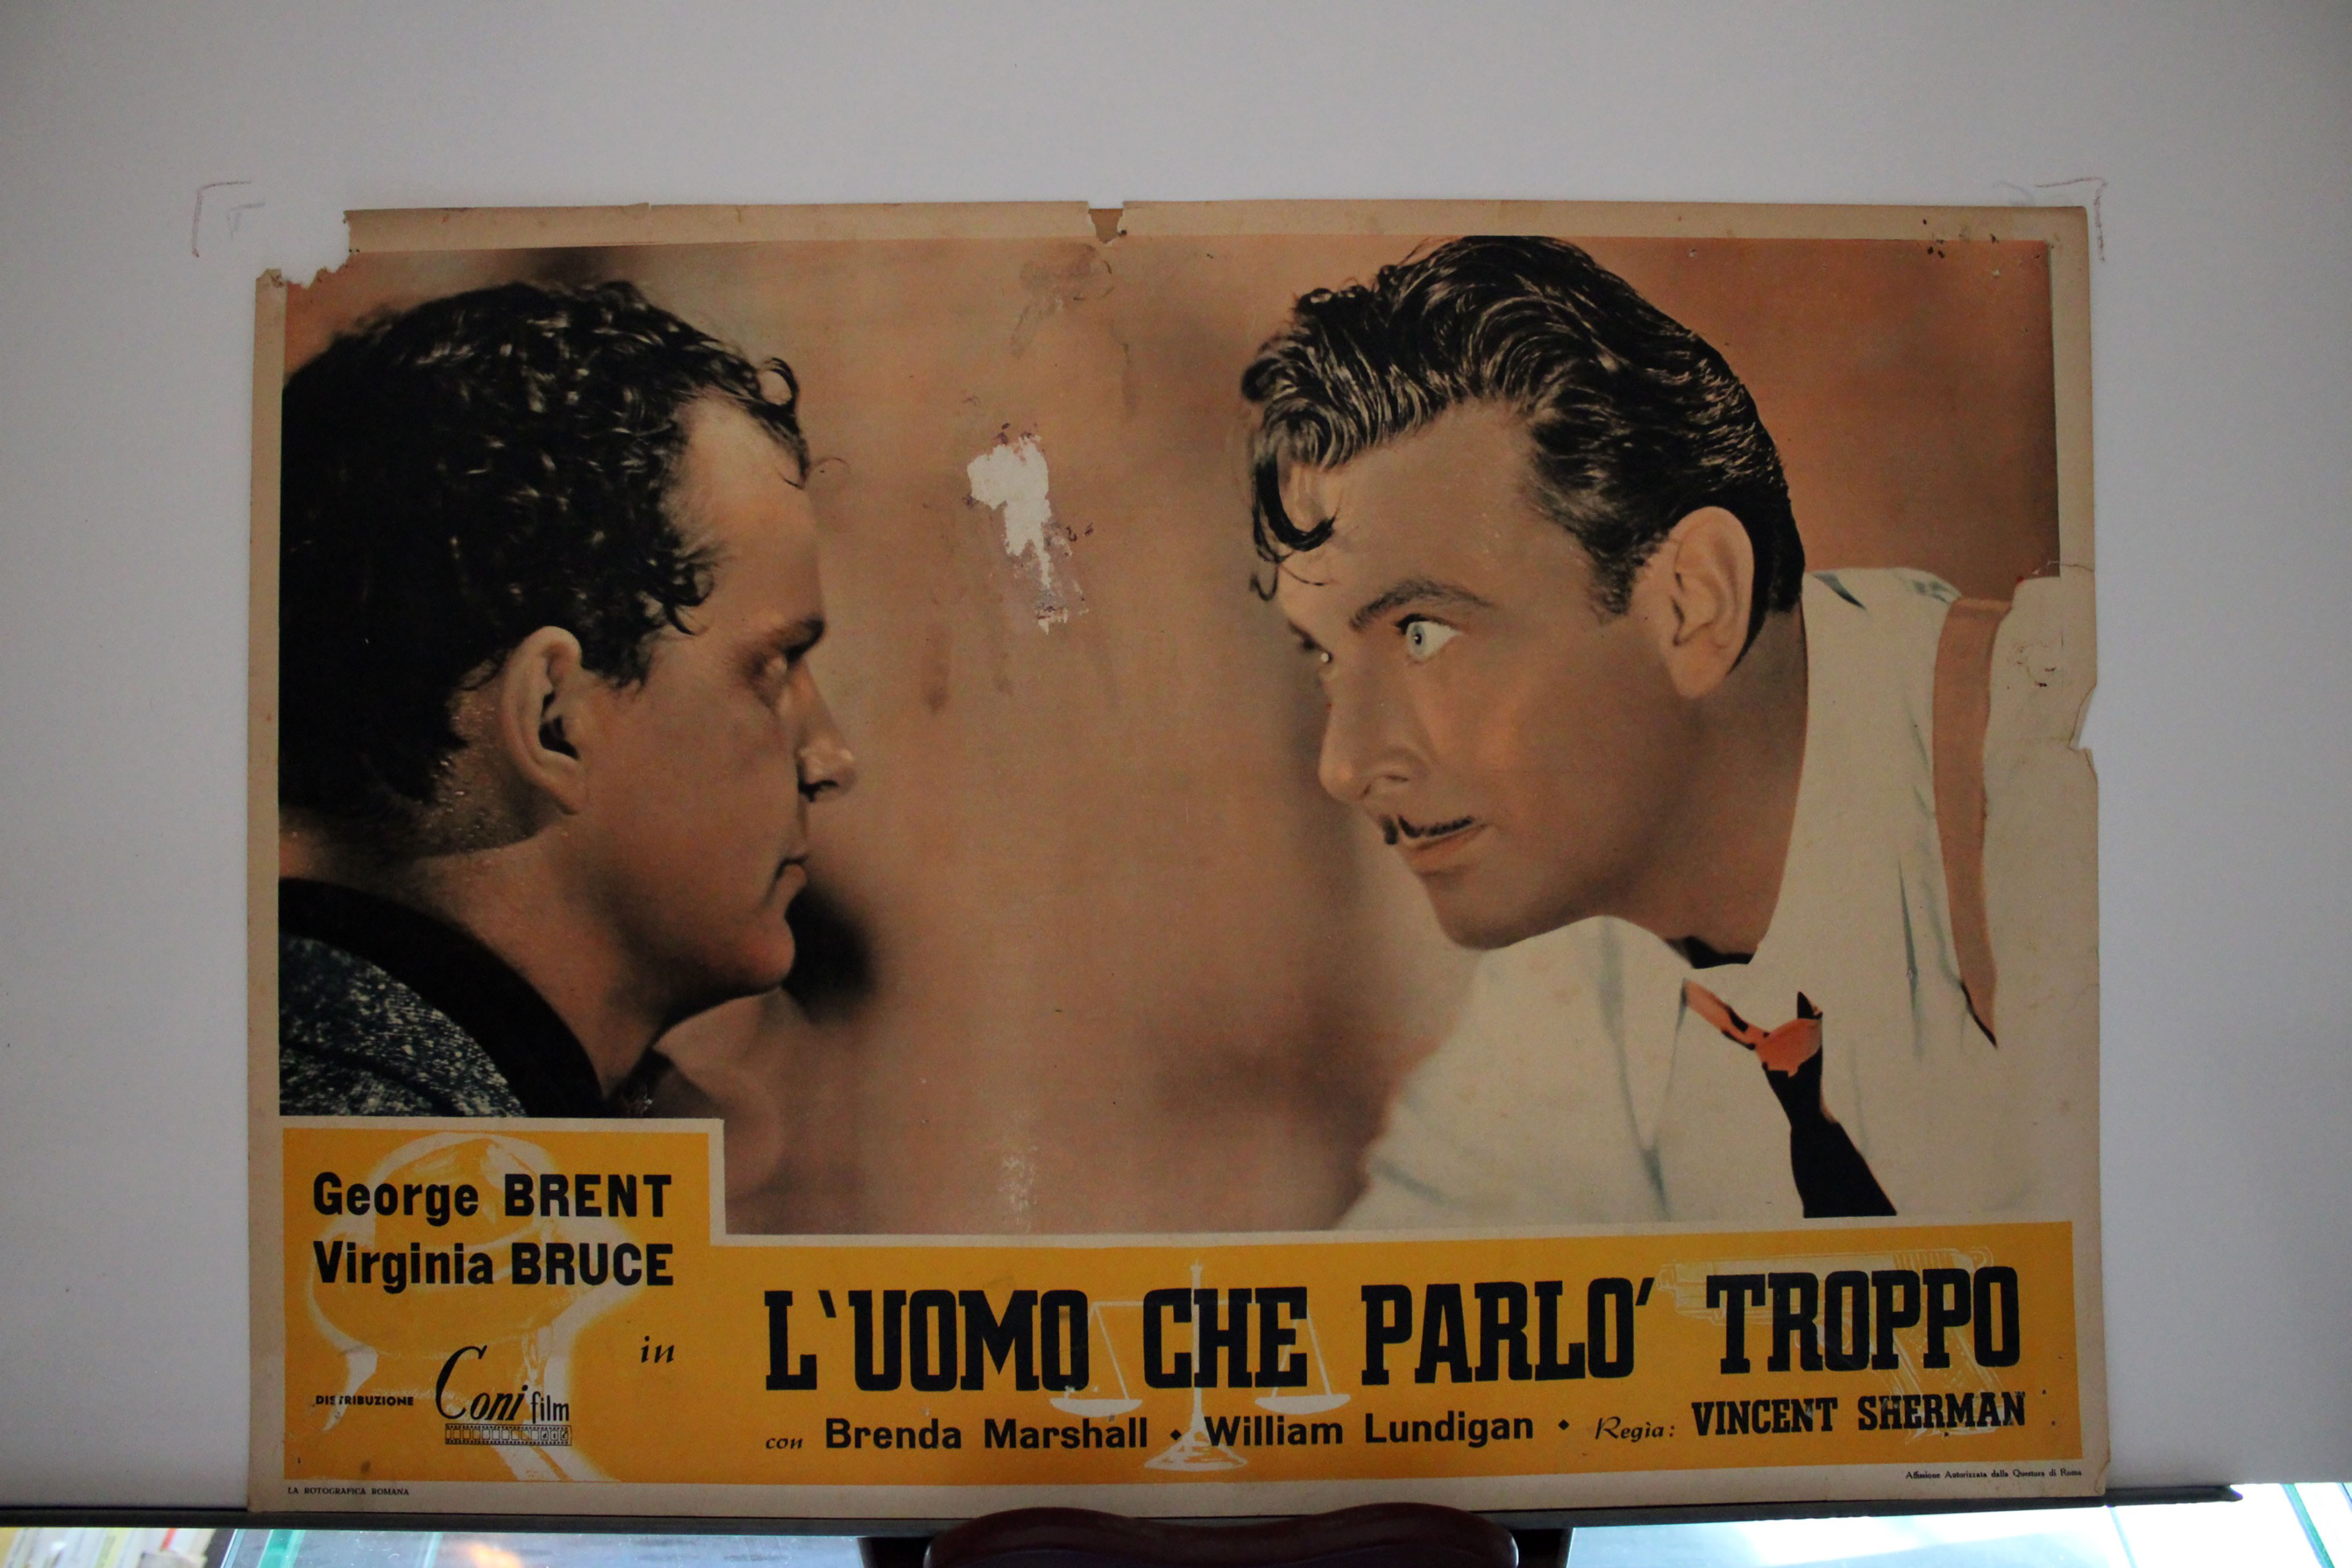 George BRENT
Virginia BRUCE
in
DISTRIBUZIONE Coni film
L'UOMO CHE PARLO' TROPPO
con Brenda Marshall • William Lundigan • Regìa: VINCENT SHERMAN
LA ROTOGRAFICA ROMANA
Affissione Autorizzata dalla Questura di Roma